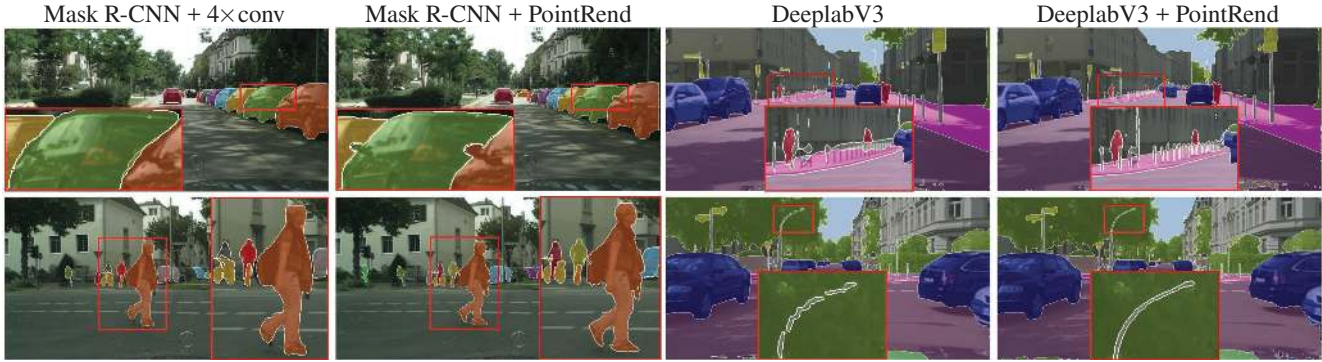 Mask R-CNN + 4×conv
Mask R-CNN + PointRend
DeeplabV3
DeeplabV3 + PointRend